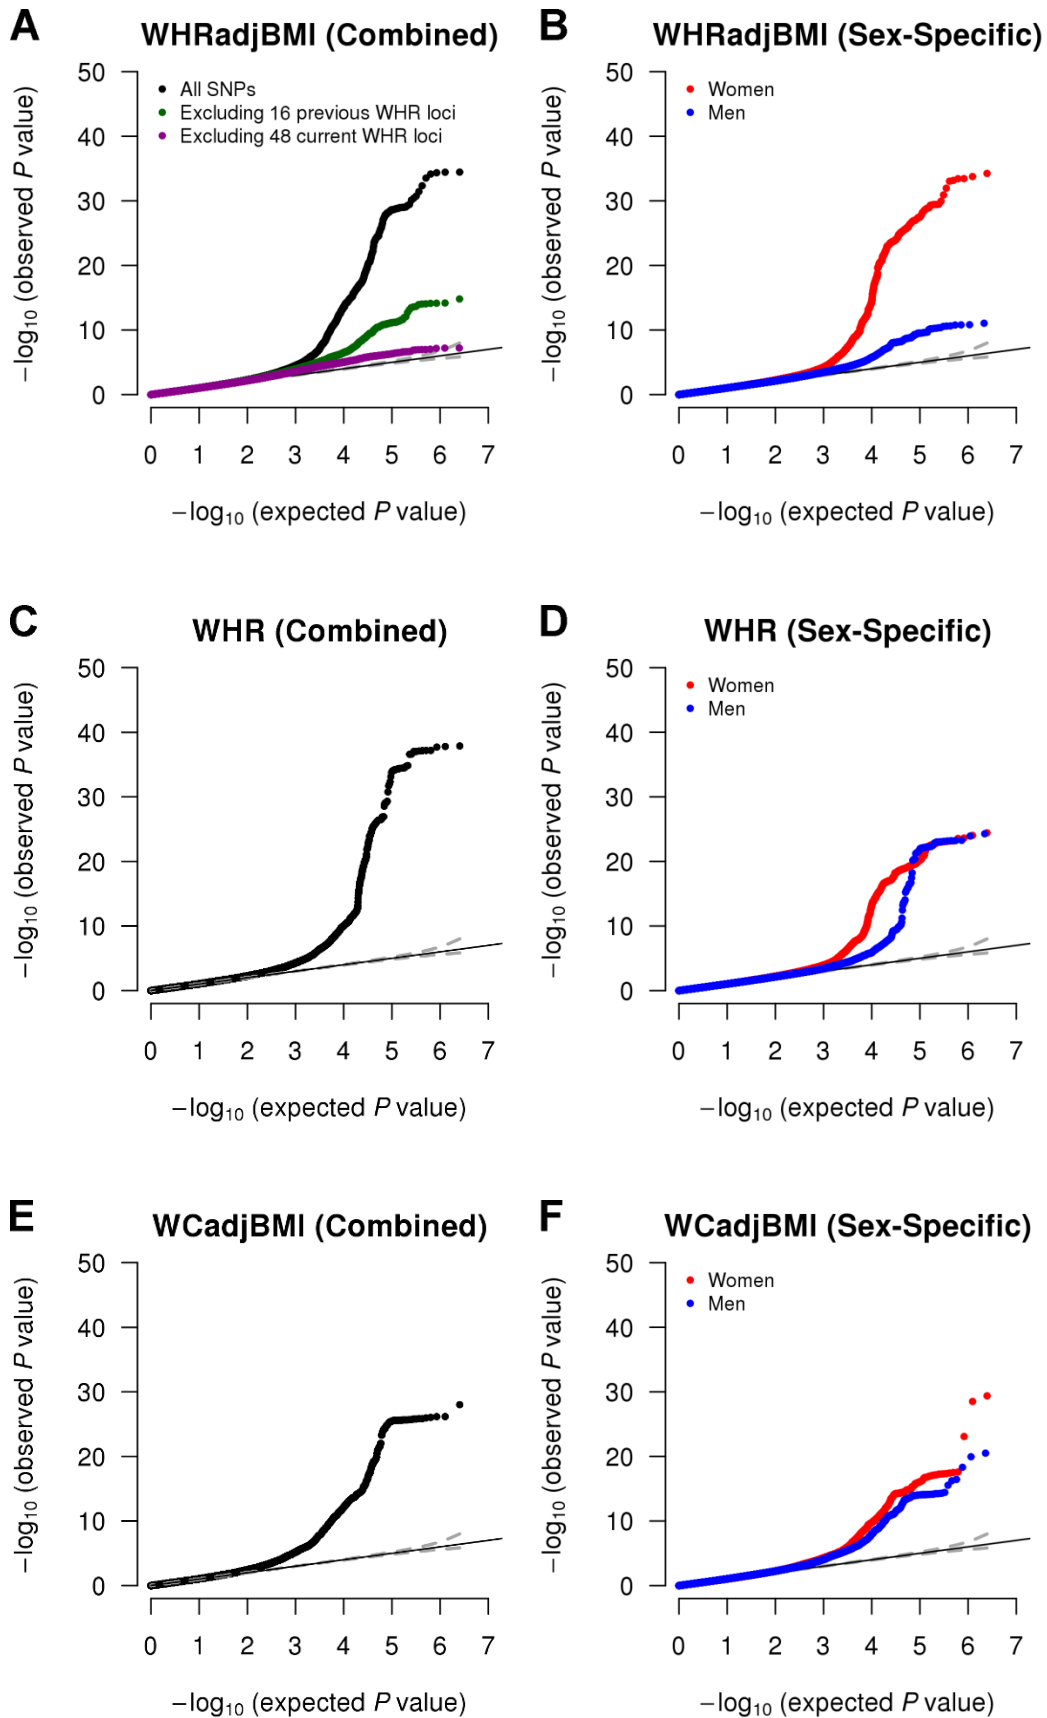 A
WHRadjBMI (Combined)
50
40
30
20
10
0
−log10 (observed P value)
All SNPs
Excluding 16 previous WHR loci
Excluding 48 current WHR loci
0 1 2 3 4 5 6 7
−log10 (expected P value)
B
WHRadjBMI (Sex-Specific)
50
40
30
20
10
0
−log10 (observed P value)
Women
Men
0 1 2 3 4 5 6 7
−log10 (expected P value)
C
WHR (Combined)
50
40
30
20
10
0
−log10 (observed P value)
0 1 2 3 4 5 6 7
−log10 (expected P value)
D
WHR (Sex-Specific)
50
40
30
20
10
0
−log10 (observed P value)
Women
Men
0 1 2 3 4 5 6 7
−log10 (expected P value)
E
WCadjBMI (Combined)
50
40
30
20
10
0
−log10 (observed P value)
0 1 2 3 4 5 6 7
−log10 (expected P value)
F
WCadjBMI (Sex-Specific)
50
40
30
20
10
0
−log10 (observed P value)
Women
Men
0 1 2 3 4 5 6 7
−log10 (expected P value)